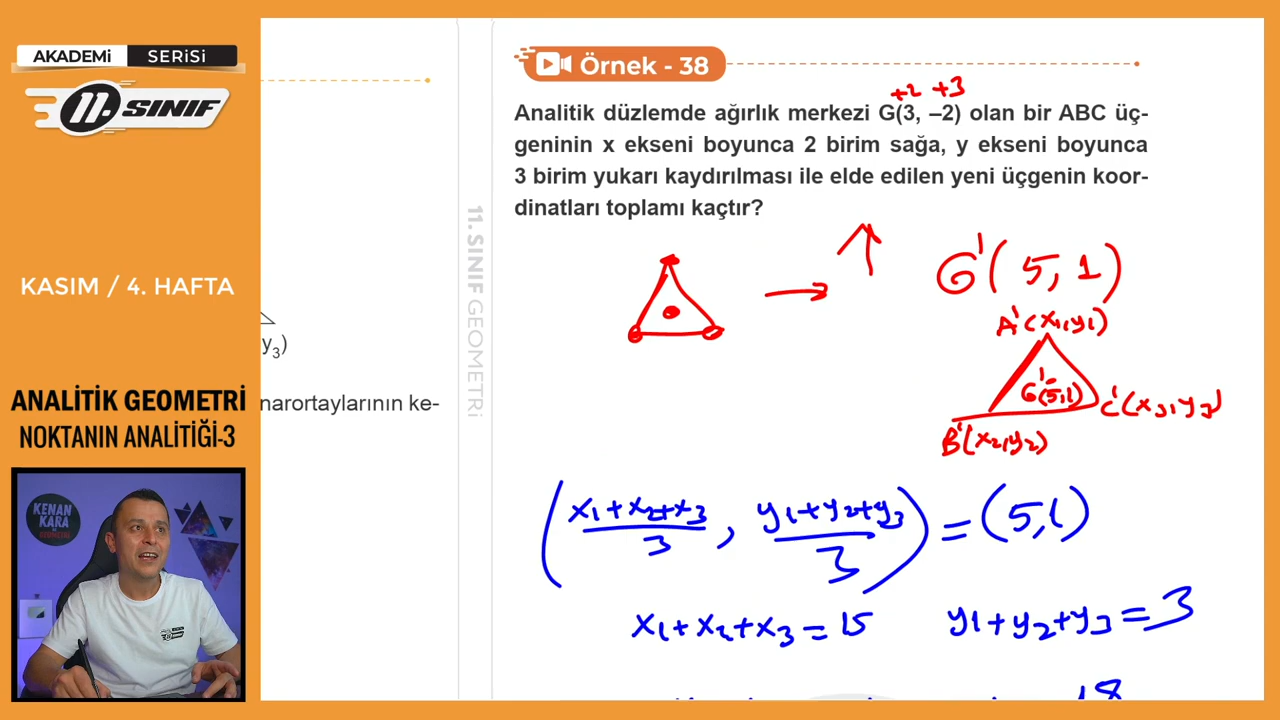 AKADEMİ SERİSİ
11. SINIF
KASIM / 4. HAFTA
ANALİTİK GEOMETRİ
NOKTANIN ANALİTİĞİ-3
KENAN
KARA
y₃)
narortaylarının ke-
11. SINIF GEOMETRİ
Örnek - 38
+2 +3
Analitik düzlemde ağırlık merkezi G(3, –2) olan bir ABC üç-
geninin x ekseni boyunca 2 birim sağa, y ekseni boyunca
3 birim yukarı kaydırılması ile elde edilen yeni üçgenin koor-
dinatları toplamı kaçtır?
G'(5,1)
A'(x1,y1)
G'(5,1)
C'(x3,y3)
B'(x2,y2)
(x1+x2+x3/3, y1+y2+y3/3) = (5,1)
x1+x2+x3=15 y1+y2+y3=3
18